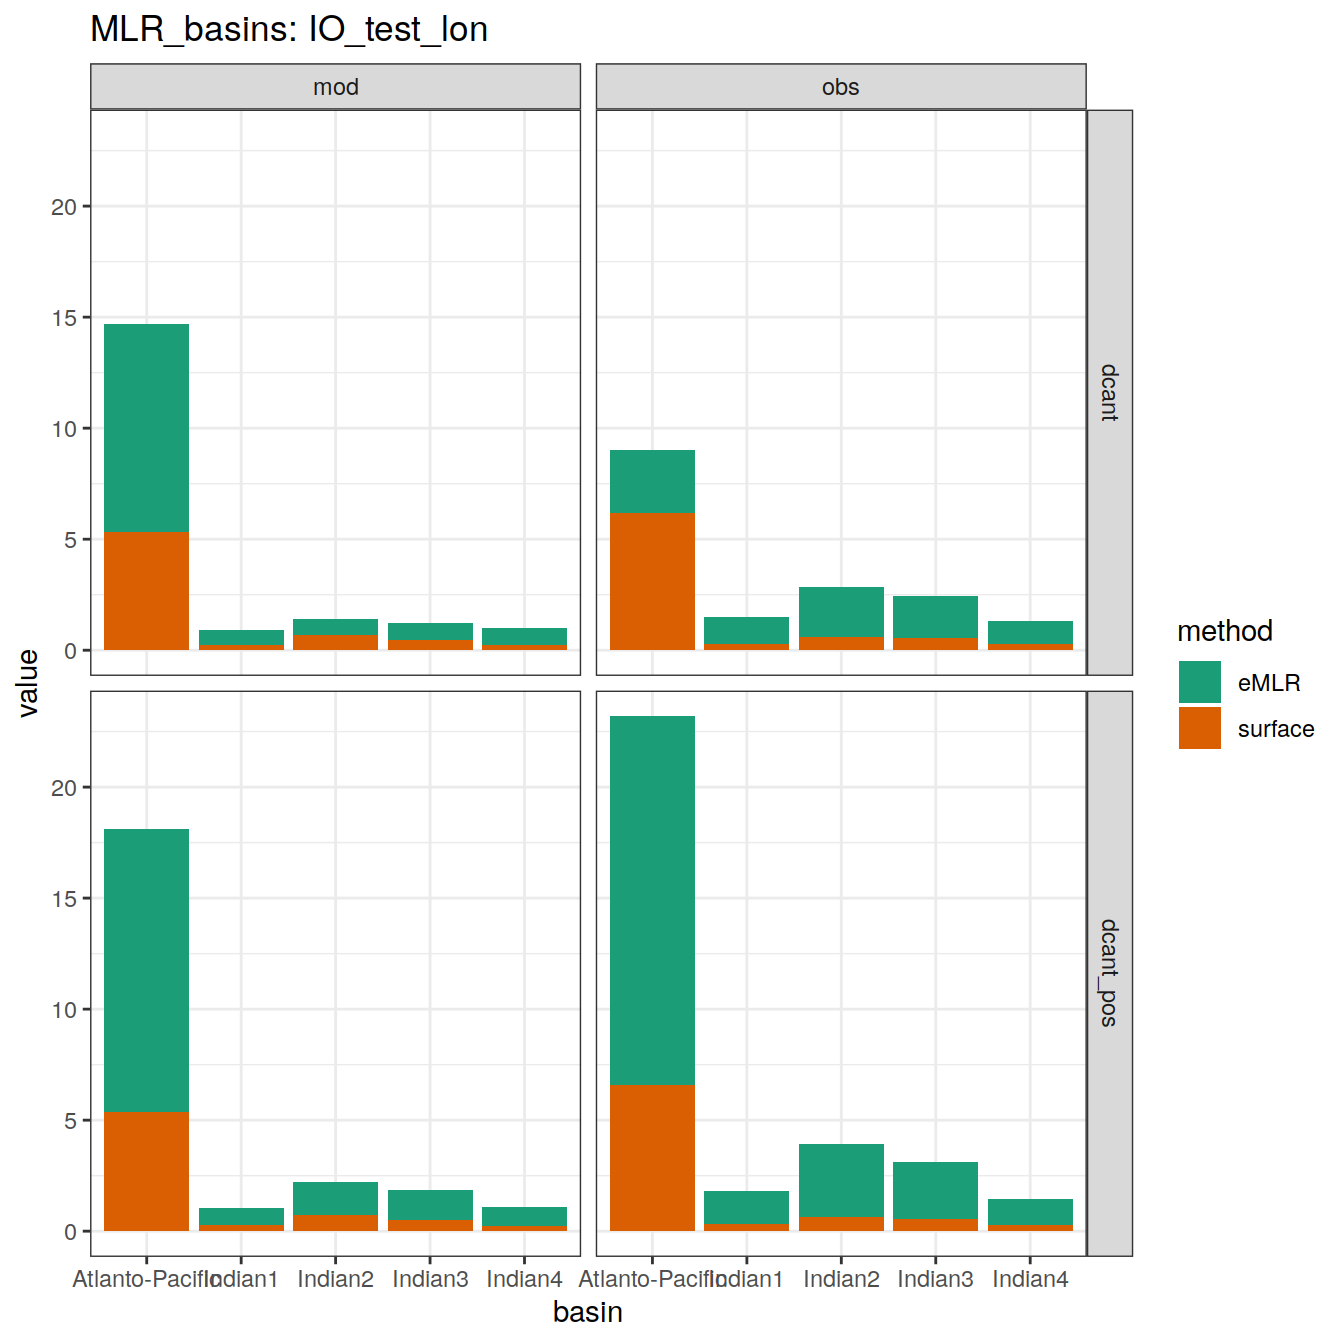 MLR_basins: IO_test_lon
mod
obs
20
15
10
5
0
dcant
20
15
10
5
0
dcant_pos
value
Atlanto-Pacific Indian1 Indian2 Indian3 Indian4
Atlanto-Pacific Indian1 Indian2 Indian3 Indian4
basin
method
eMLR
surface